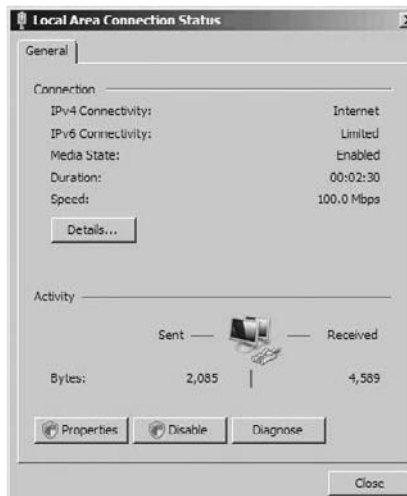 Local Area Connection Status
General
Connection
IPv4 Connectivity: Internet
IPv6 Connectivity: Limited
Media State: Enabled
Duration: 00:02:30
Speed: 100.0 Mbps
Details...
Activity
Sent Received
Bytes: 2,085 4,589
Properties Disable Diagnose
Close